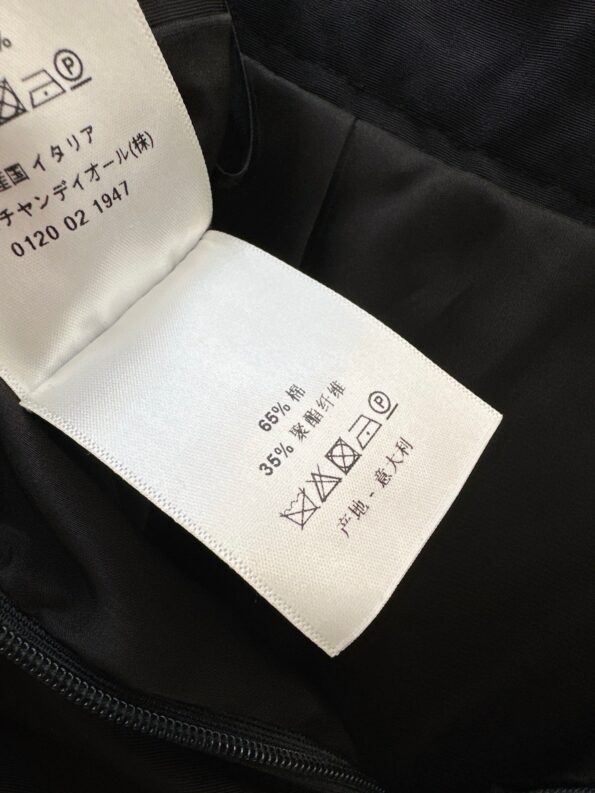 %
国 イタリア
チャンディオール(株)
0120 02 1947
65% 棉
35% 聚酯纤维
产地 - 意大利